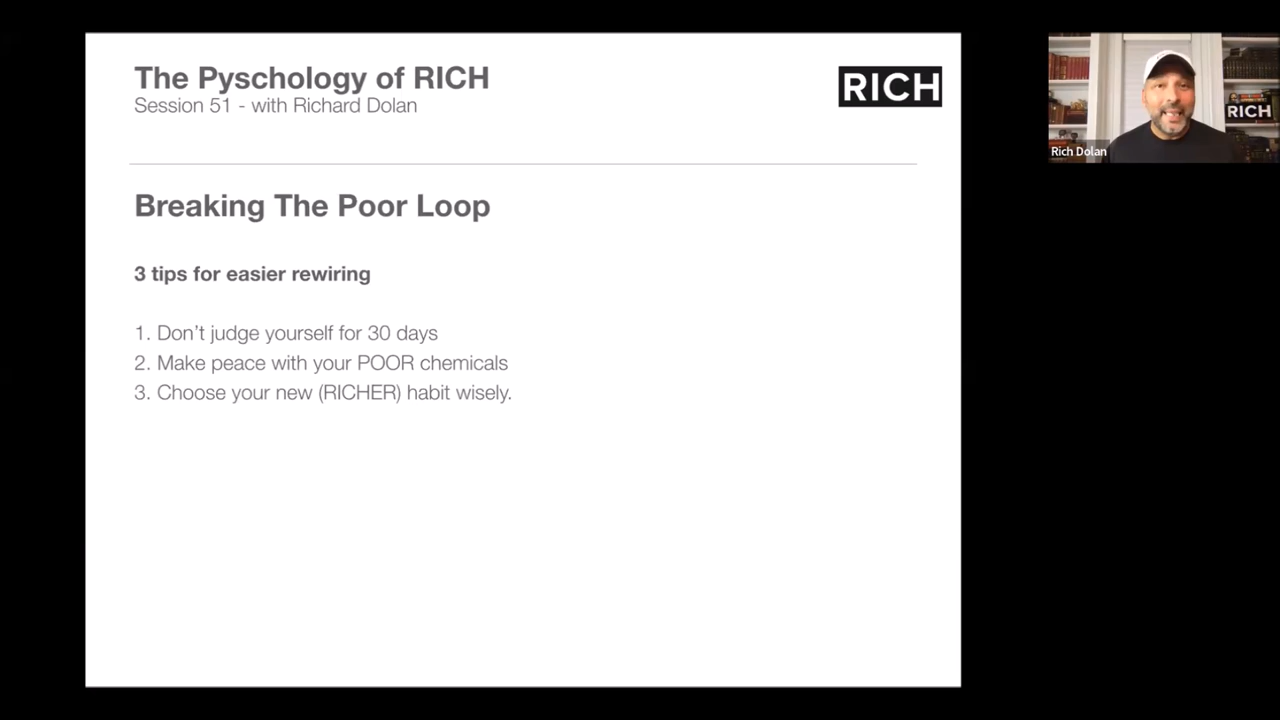 The Pyschology of RICH
Session 51 - with Richard Dolan
RICH
Breaking The Poor Loop
3 tips for easier rewiring
1. Don’t judge yourself for 30 days
2. Make peace with your POOR chemicals
3. Choose your new (RICHER) habit wisely.
RICH
Rich Dolan